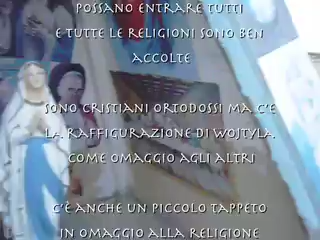 POSSANO ENTRARE TUTTI
E TUTTE LE RELIGIONI SONO BEN
ACCOLTE
SONO CRISTIANI ORTODOSSI MA C'E
LA RAFFIGURAZIONE DI WOJTYLA
COME OMAGGIO AGLI ALTRI
C'È ANCHE UN PICCOLO TAPPETO
IN OMAGGIO ALLA RELIGIONE